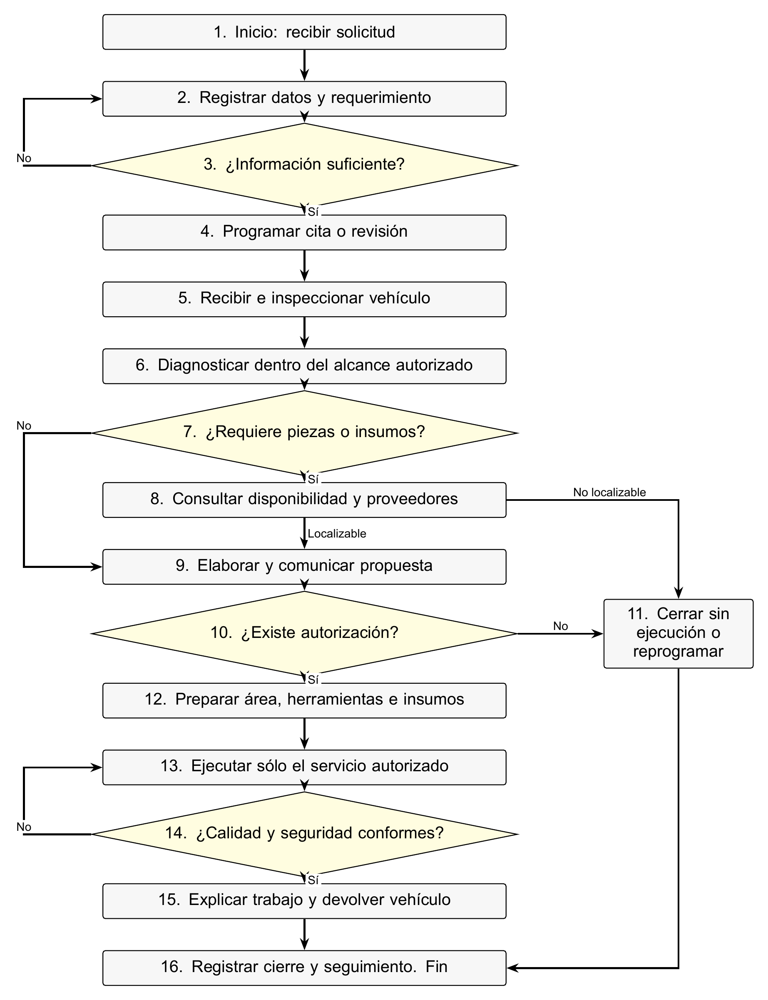 1. Inicio: recibir solicitud
2. Registrar datos y requerimiento
No
3. ¿Información suficiente?
Sí
4. Programar cita o revisión
5. Recibir e inspeccionar vehículo
6. Diagnosticar dentro del alcance autorizado
No
7. ¿Requiere piezas o insumos?
Sí
8. Consultar disponibilidad y proveedores
No localizable
Localizable
9. Elaborar y comunicar propuesta
10. ¿Existe autorización?
No
11. Cerrar sin
ejecución o
reprogramar
Sí
12. Preparar área, herramientas e insumos
13. Ejecutar sólo el servicio autorizado
No
14. ¿Calidad y seguridad conformes?
Sí
15. Explicar trabajo y devolver vehículo
16. Registrar cierre y seguimiento. Fin